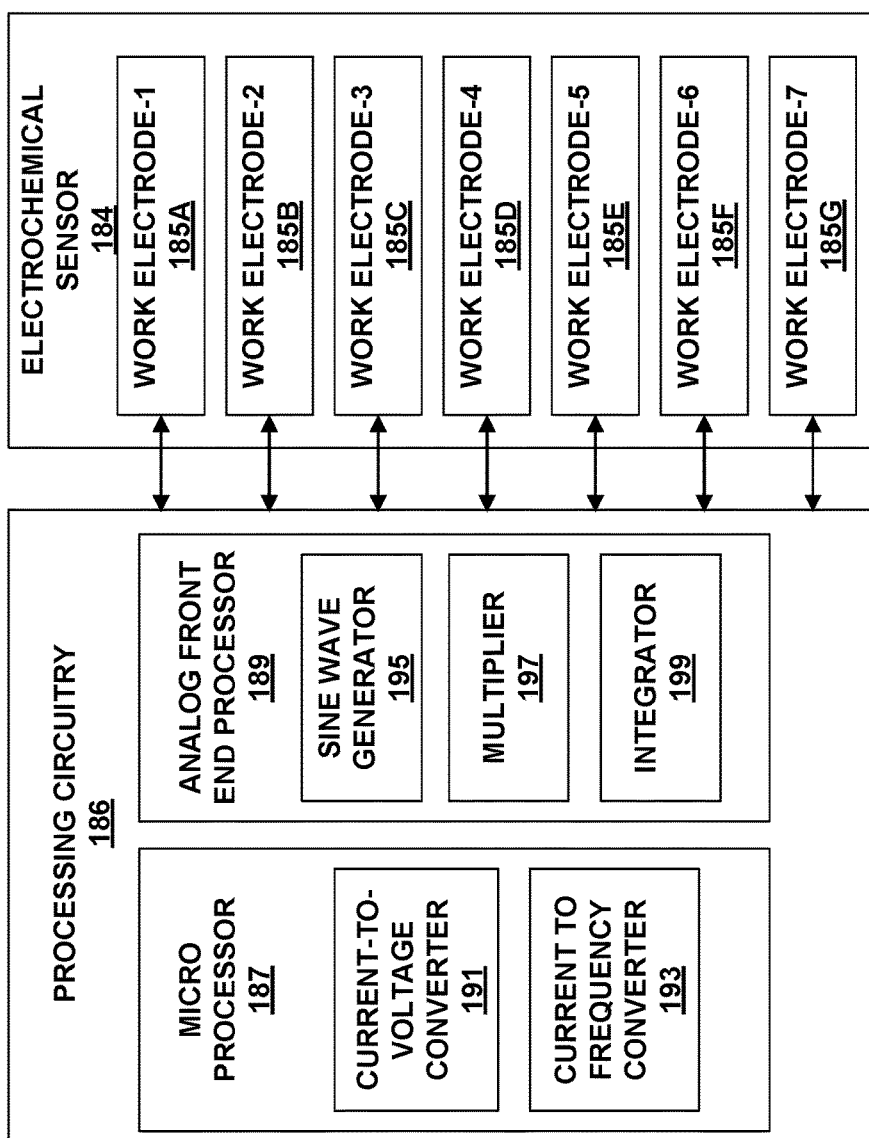 PROCESSING CIRCUITRY
186
MICRO
PROCESSOR
187
CURRENT-TO-
VOLTAGE
CONVERTER
191
CURRENT TO
FREQUENCY
CONVERTER
193
ANALOG FRONT
END PROCESSOR
189
SINE WAVE
GENERATOR
195
MULTIPLIER
197
INTEGRATOR
199
ELECTROCHEMICAL
SENSOR
184
WORK ELECTRODE-1
185A
WORK ELECTRODE-2
185B
WORK ELECTRODE-3
185C
WORK ELECTRODE-4
185D
WORK ELECTRODE-5
185E
WORK ELECTRODE-6
185F
WORK ELECTRODE-7
185G